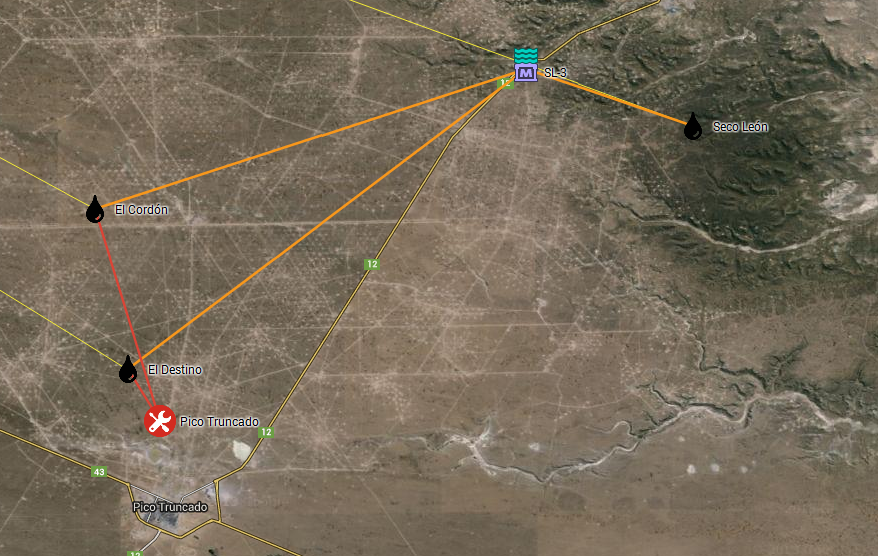 M
SL-3
12
Seco León
El Cordón
12
El Destino
Pico Truncado
12
43
Pico Truncado
12